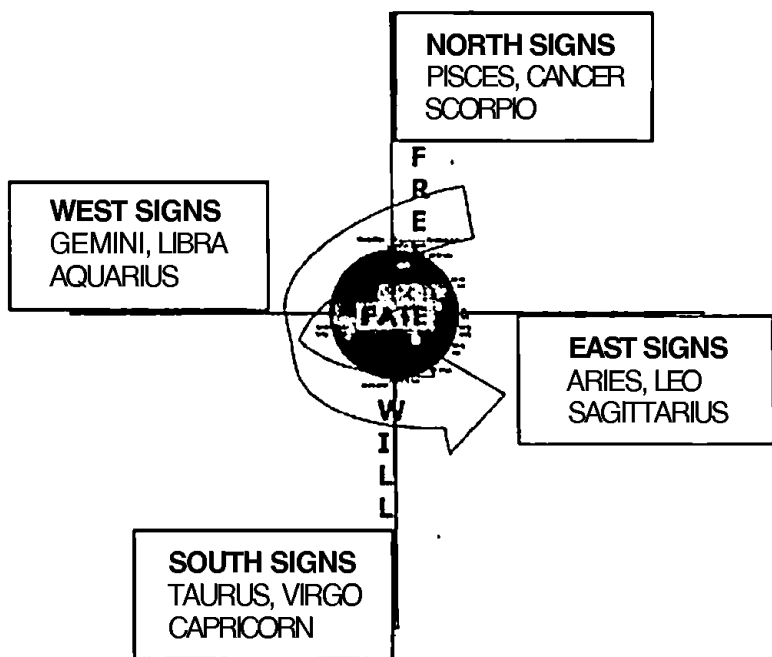 NORTH SIGNS
PISCES, CANCER
SCORPIO
F
R
E
WEST SIGNS
GEMINI, LIBRA
AQUARIUS
FATE
EAST SIGNS
ARIES, LEO
SAGITTARIUS
W
I
L
L
SOUTH SIGNS
TAURUS, VIRGO
CAPRICORN